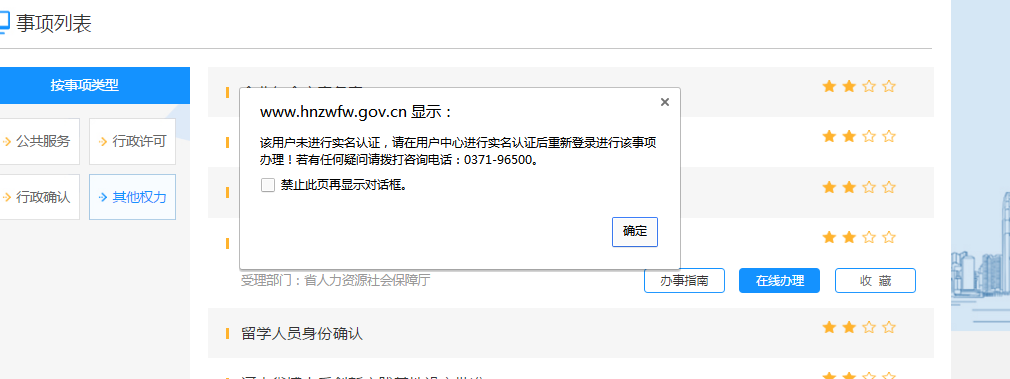 事项列表
按事项类型
公共服务
行政许可
行政确认
其他权力
www.hnzwfw.gov.cn 显示：
该用户未进行实名认证，请在用户中心进行实名认证后重新登录进行该事项
办理！若有任何疑问请拨打咨询电话：0371-96500。
禁止此页再显示对话框。
确定
受理部门：省人力资源社会保障厅
办事指南
在线办理
收 藏
留学人员身份确认